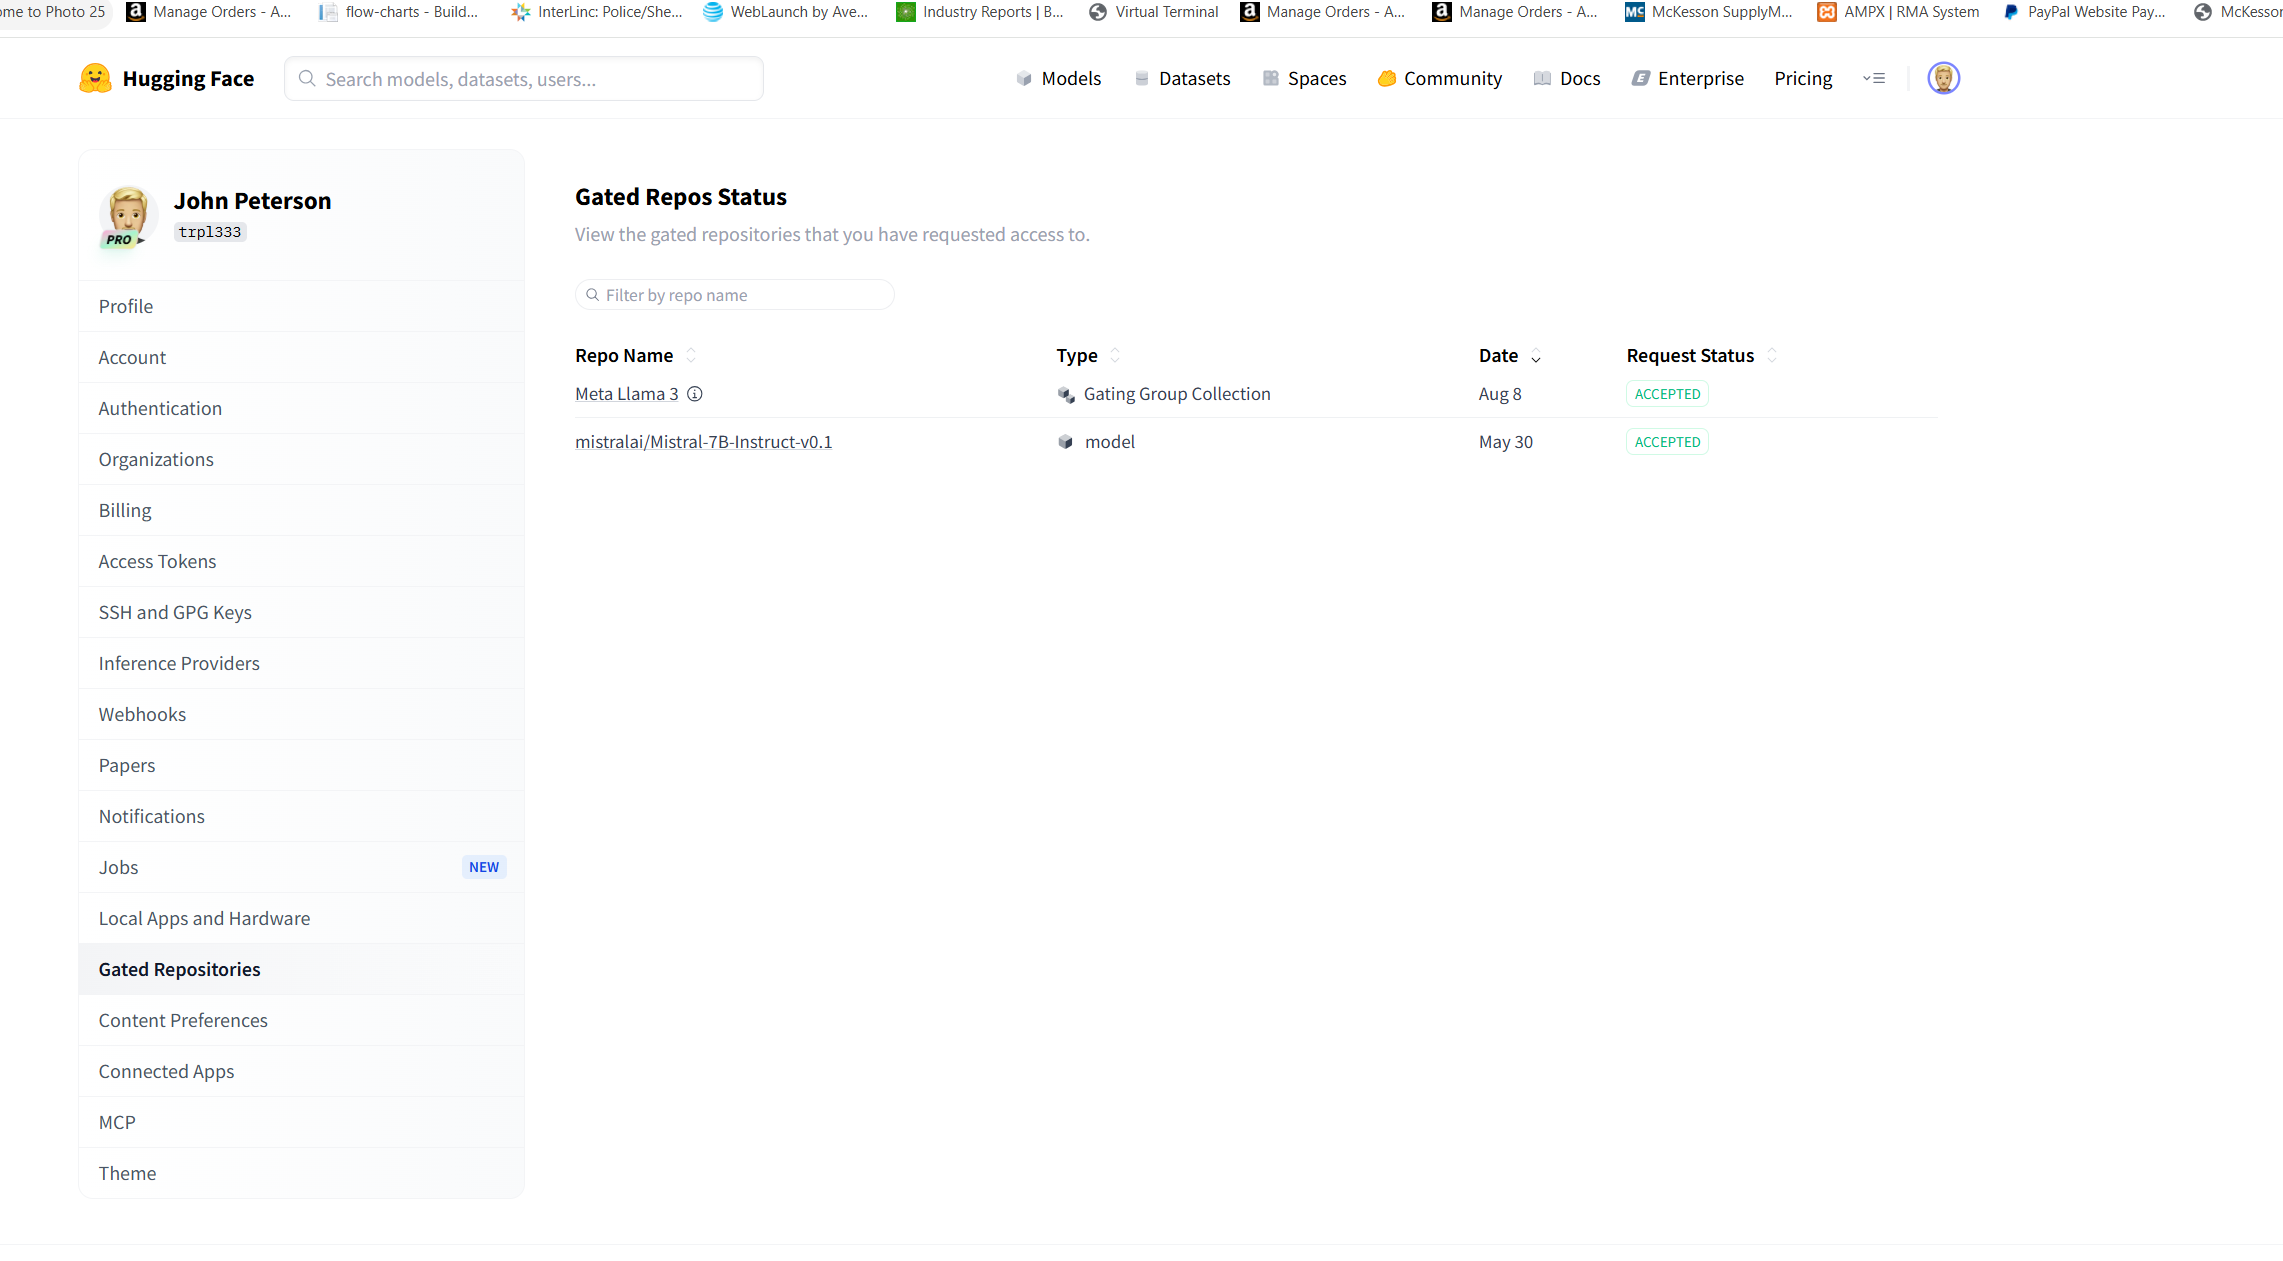 ome to Photo 25 Manage Orders - A... flow-charts - Build... InterLinc: Police/She... WebLaunch by Ave... Industry Reports | B... Virtual Terminal Manage Orders - A... Manage Orders - A... McKesson SupplyM... AMPX | RMA System PayPal Website Pay... McKesson
Hugging Face Search models, datasets, users... Models Datasets Spaces Community Docs Enterprise Pricing
John Peterson
trpl333
PRO
Profile
Account
Authentication
Organizations
Billing
Access Tokens
SSH and GPG Keys
Inference Providers
Webhooks
Papers
Notifications
Jobs NEW
Local Apps and Hardware
Gated Repositories
Content Preferences
Connected Apps
MCP
Theme
Gated Repos Status
View the gated repositories that you have requested access to.
Filter by repo name
Repo Name Type Date Request Status
Meta Llama 3 Gating Group Collection Aug 8 ACCEPTED
mistralai/Mistral-7B-Instruct-v0.1 model May 30 ACCEPTED